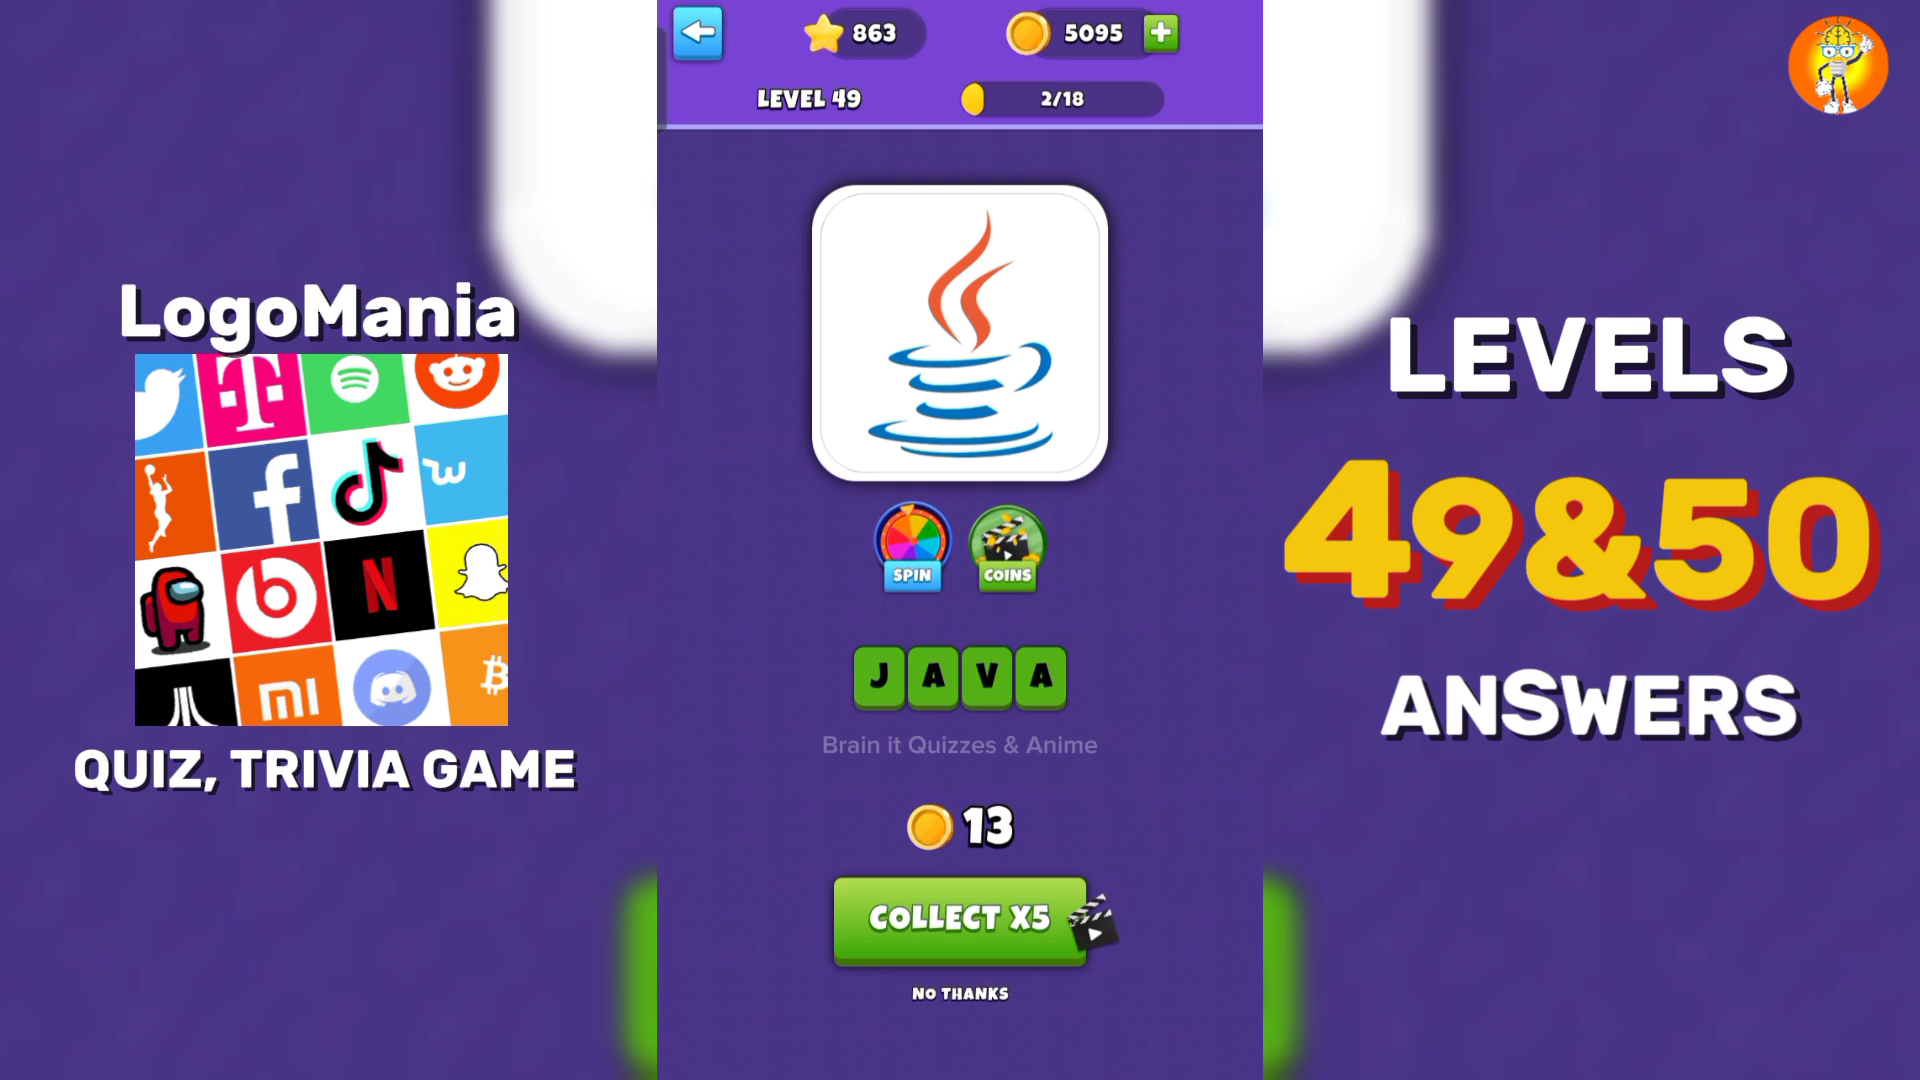 863
5095
LEVEL 49
2/18
LogoMania
QUIZ, TRIVIA GAME
SPIN
COINS
JAVA
Brain it Quizzes & Anime
13
COLLECT X5
NO THANKS
LEVELS
49&50
ANSWERS